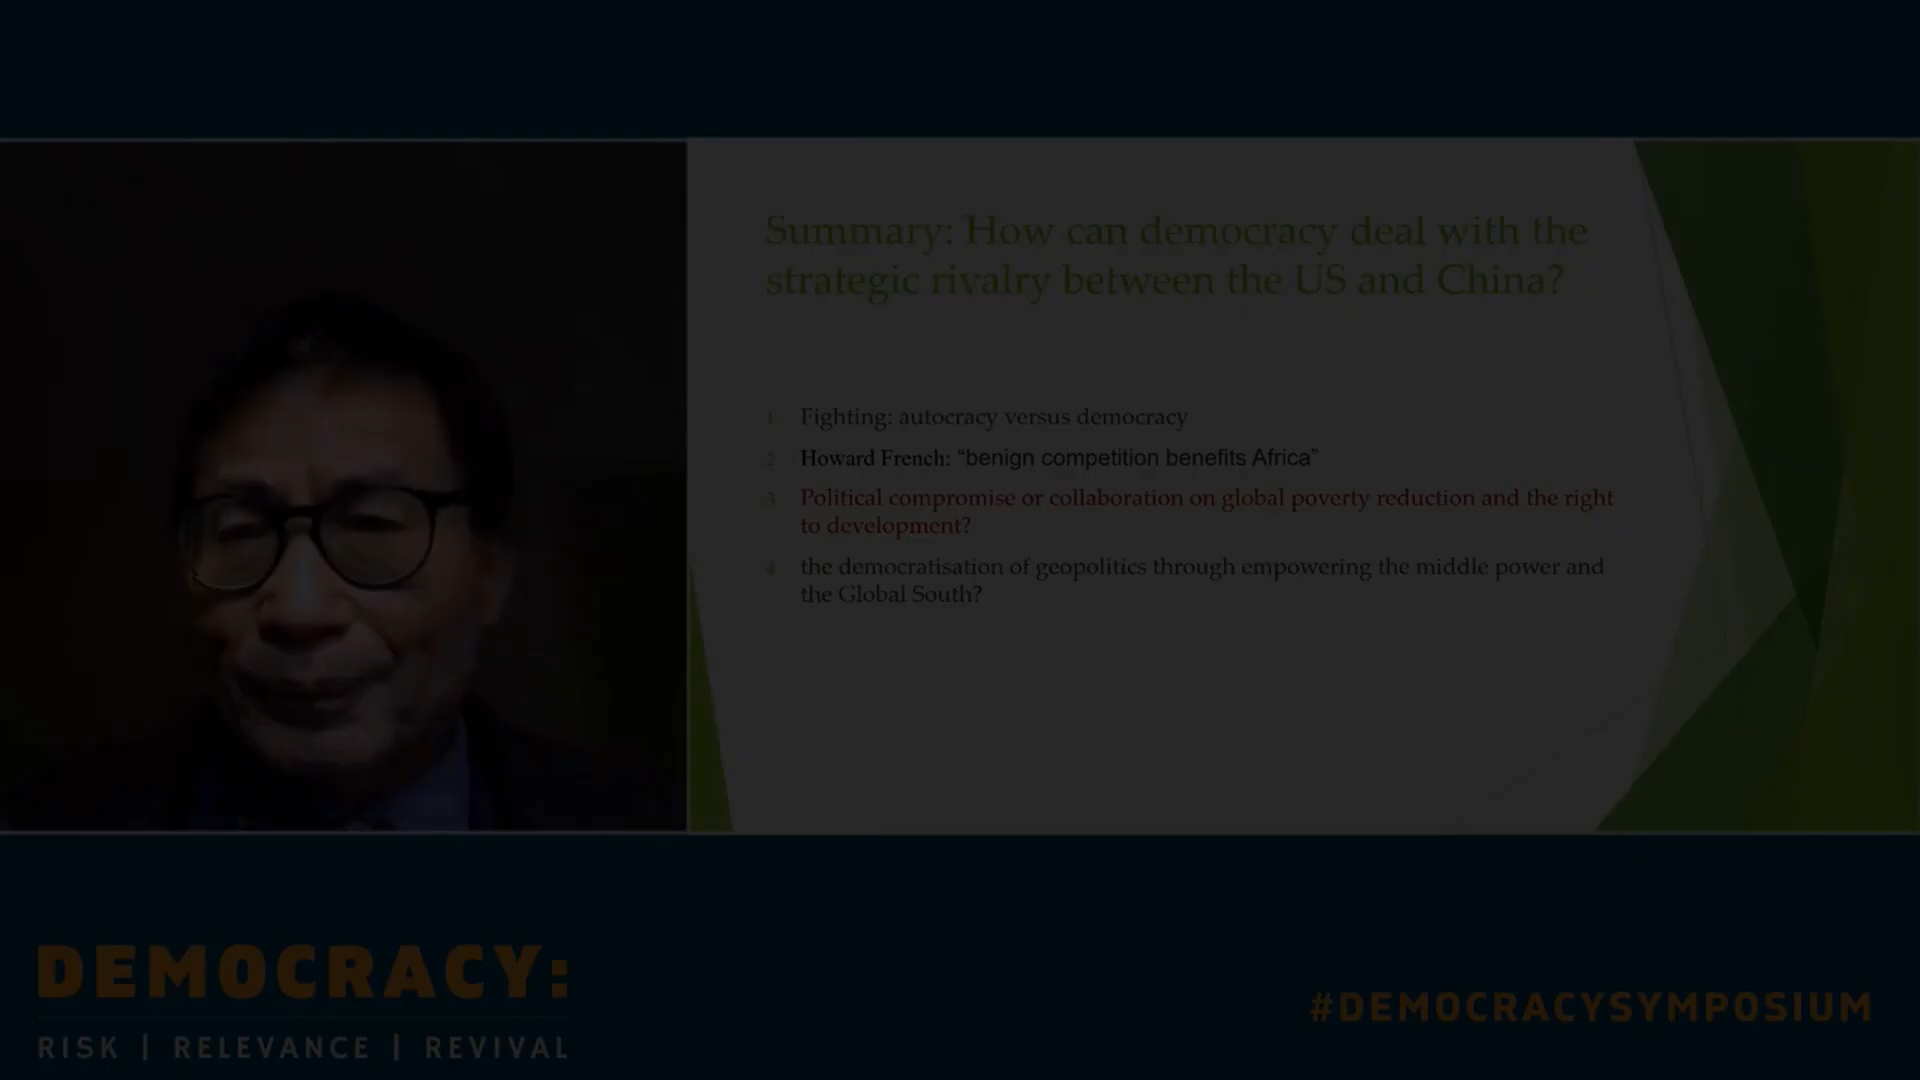 Summary: How can democracy deal with the
strategic rivalry between the US and China?
1 Fighting: autocracy versus democracy
2 Howard French: “benign competition benefits Africa”
3 Political compromise or collaboration on global poverty reduction and the right
to development?
4 the democratisation of geopolitics through empowering the middle power and
the Global South?
DEMOCRACY:
RISK | RELEVANCE | REVIVAL
#DEMOCRACYSYMPOSIUM